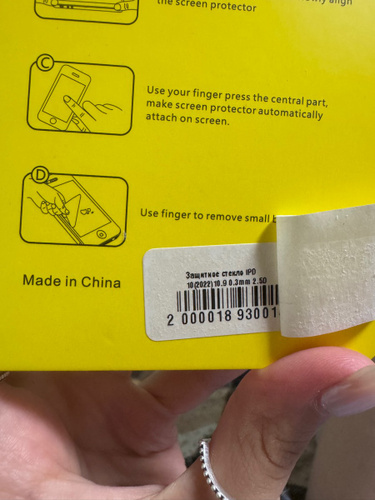 the screen protector
align
C
Use your finger press the central part,
make screen protector automatically
attach on screen.
D
Use finger to remove small
Made in China
Защитное стекло IPD
10(2022)10.9 0.3mm 2.5D
2 000018 93001